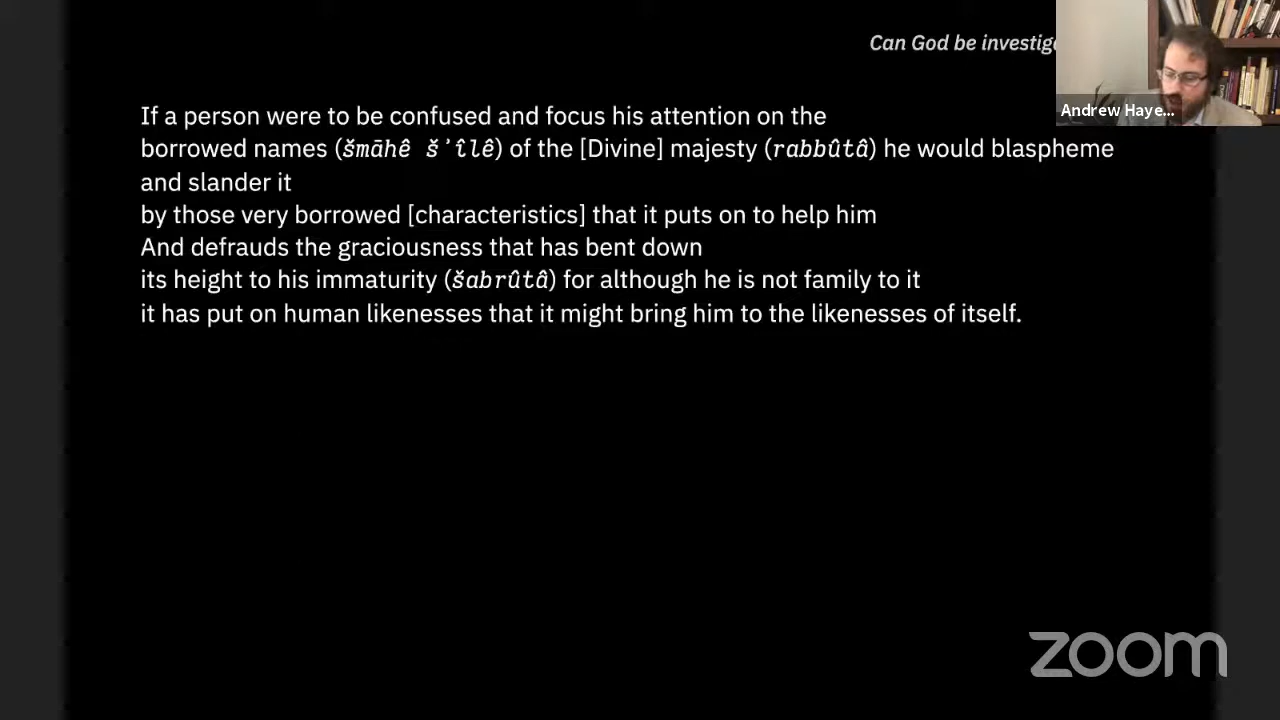 Can God be
If a person were to be confused and focus his attention on the
borrowed names (šmāhê šʾîlê) of the [Divine] majesty (rabbûtâ) he would blaspheme
and slander it
by those very borrowed [characteristics] that it puts on to help him
And defrauds the graciousness that has bent down
its height to his immaturity (šabrûtâ) for although he is not family to it
it has put on human likenesses that it might bring him to the likenesses of itself.
Andrew Haye...
zoom